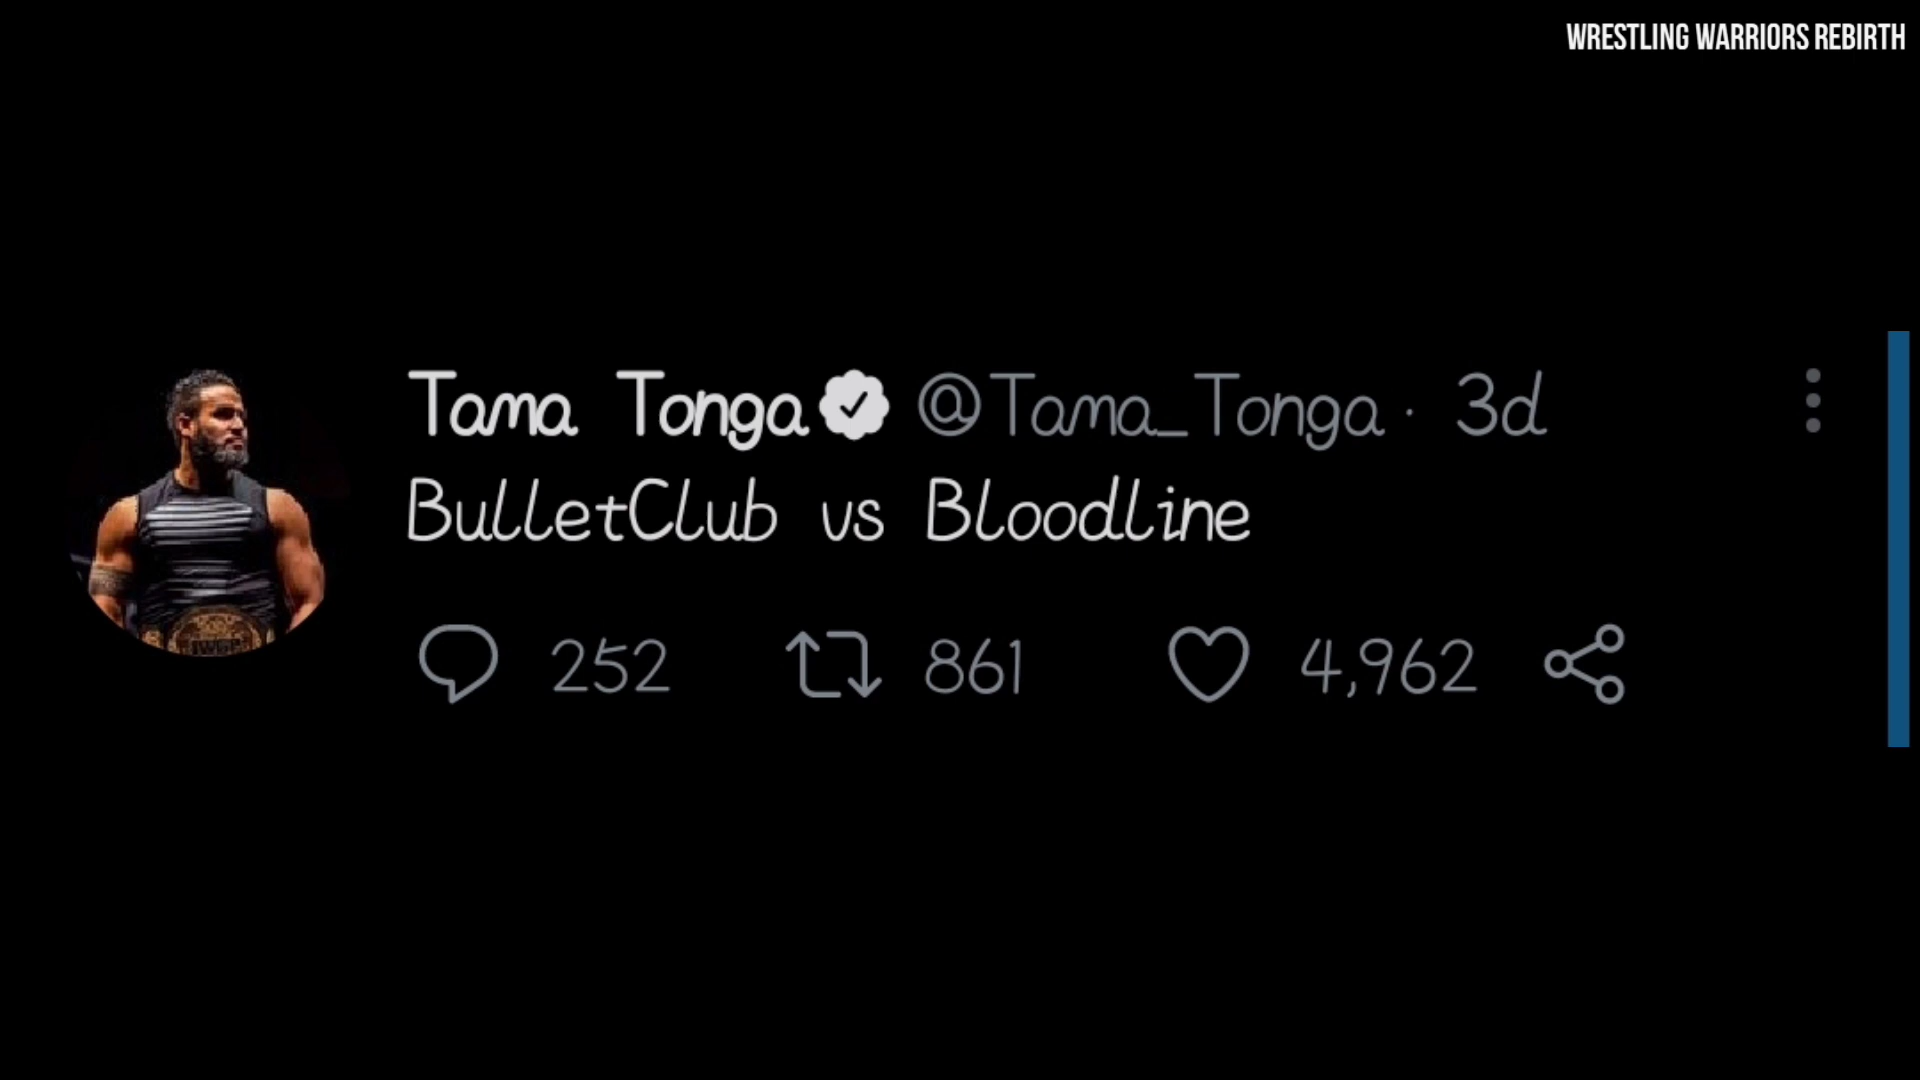 WRESTLING WARRIORS REBIRTH
Tama Tonga @Tama_Tonga · 3d
BulletClub vs Bloodline
252 861 4,962